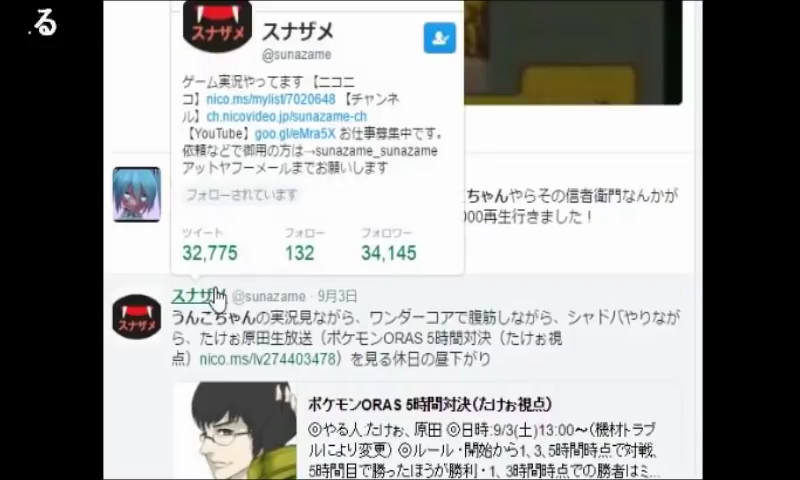 .る
スナザメ
スナザメ
@sunazame
ゲーム実況やってます 【ニコニ
コ】nico.ms/mylist/7020648 【チャンネ
ル】ch.nicovideo.jp/sunazame-ch
【YouTube】goo.gl/eMra5X お仕事募集中です。
依頼などで御用の方は→sunazame_sunazame
アットヤフーメールまでお願いします
フォローされています
ツイート フォロー フォロワー
32,775 132 34,145
ちゃんやらその信者衛門なんかが
000再生行きました！
スナザメ @sunazame · 9月3日
スナザメ
うんこちゃんの実況見ながら、ワンダーコアで腹筋しながら、シャドバやりなが
ら、たけぉ原田生放送（ポケモンORAS 5時間対決（たけぉ視
点）nico.ms/lv274403478）を見る休日の昼下がり
ポケモンORAS 5時間対決(たけぉ視点)
◎やる人:たけぉ、原田 ◎日時:9/3(土)13:00～(機材トラブ
ルにより変更) ◎ルール・開始から1、3、5時間時点で対戦、
5時間目で勝ったほうが勝利・1、3時間時点での勝者はミ...